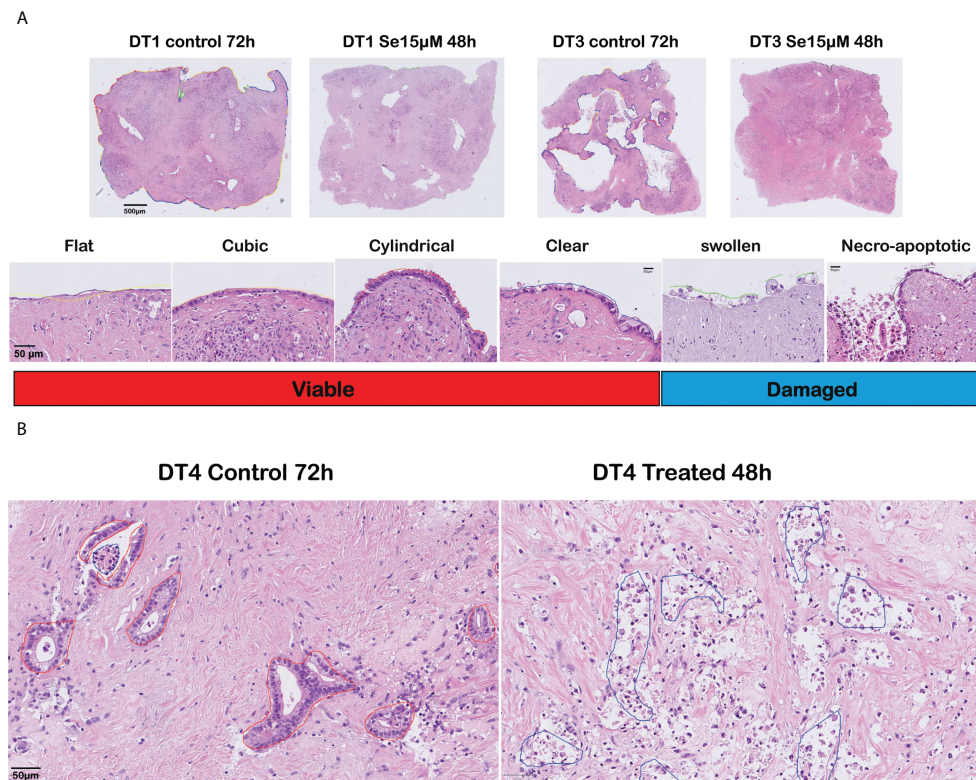 A
DT1 control 72h DT1 Se15µM 48h DT3 control 72h DT3 Se15µM 48h
500µm
Flat Cubic Cylindrical Clear swollen Necro-apoptotic
50 µm
Viable Damaged
B
DT4 Control 72h DT4 Treated 48h
50µm